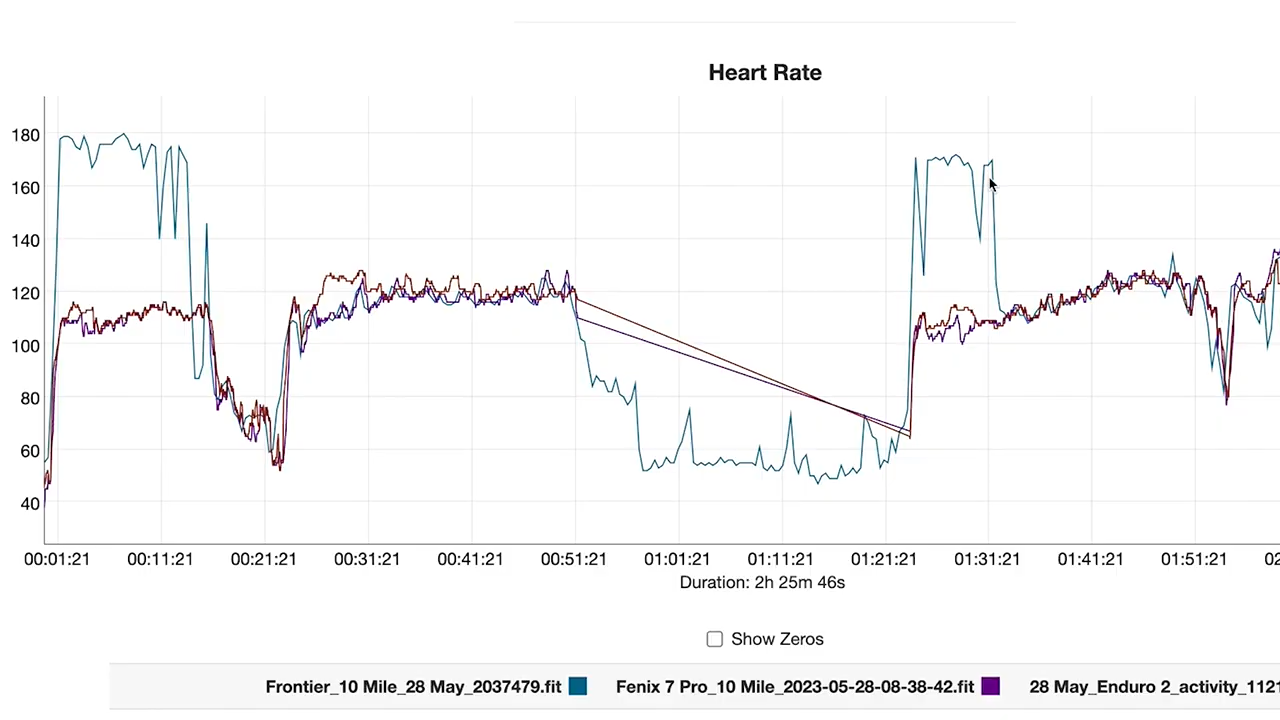 Heart Rate
180
160
140
120
100
80
60
40
00:01:21 00:11:21 00:21:21 00:31:21 00:41:21 00:51:21 01:01:21 01:11:21 01:21:21 01:31:21 01:41:21 01:51:21 02
Duration: 2h 25m 46s
Show Zeros
Frontier_10 Mile_28 May_2037479.fit Fenix 7 Pro_10 Mile_2023-05-28-08-38-42.fit 28 May_Enduro 2_activity_1121